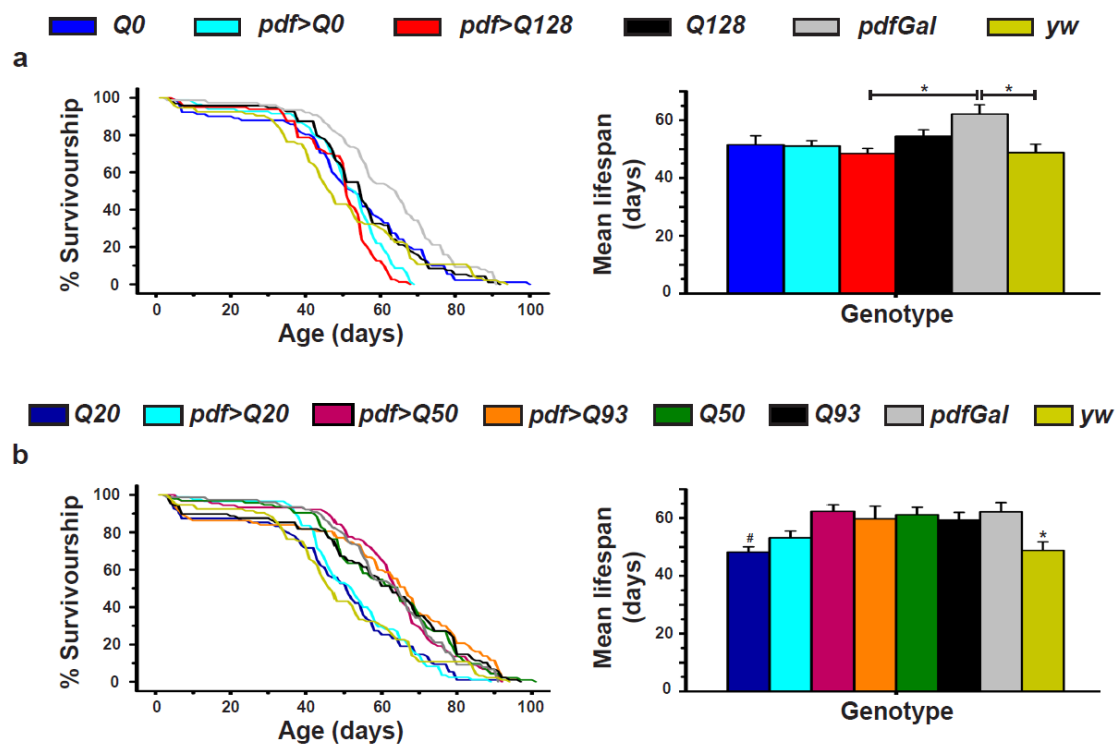 Q0 pdf>Q0 pdf>Q128 Q128 pdfGal yw
a
% Survivourship
100
80
60
40
20
0
0 20 40 60 80 100
Age (days)
Mean lifespan
(days)
60
40
20
0
* *
Genotype
Q20 pdf>Q20 pdf>Q50 pdf>Q93 Q50 Q93 pdfGal yw
b
% Survivourship
100
80
60
40
20
0
0 20 40 60 80 100
Age (days)
Mean lifespan
(days)
60
40
20
0
# *
Genotype